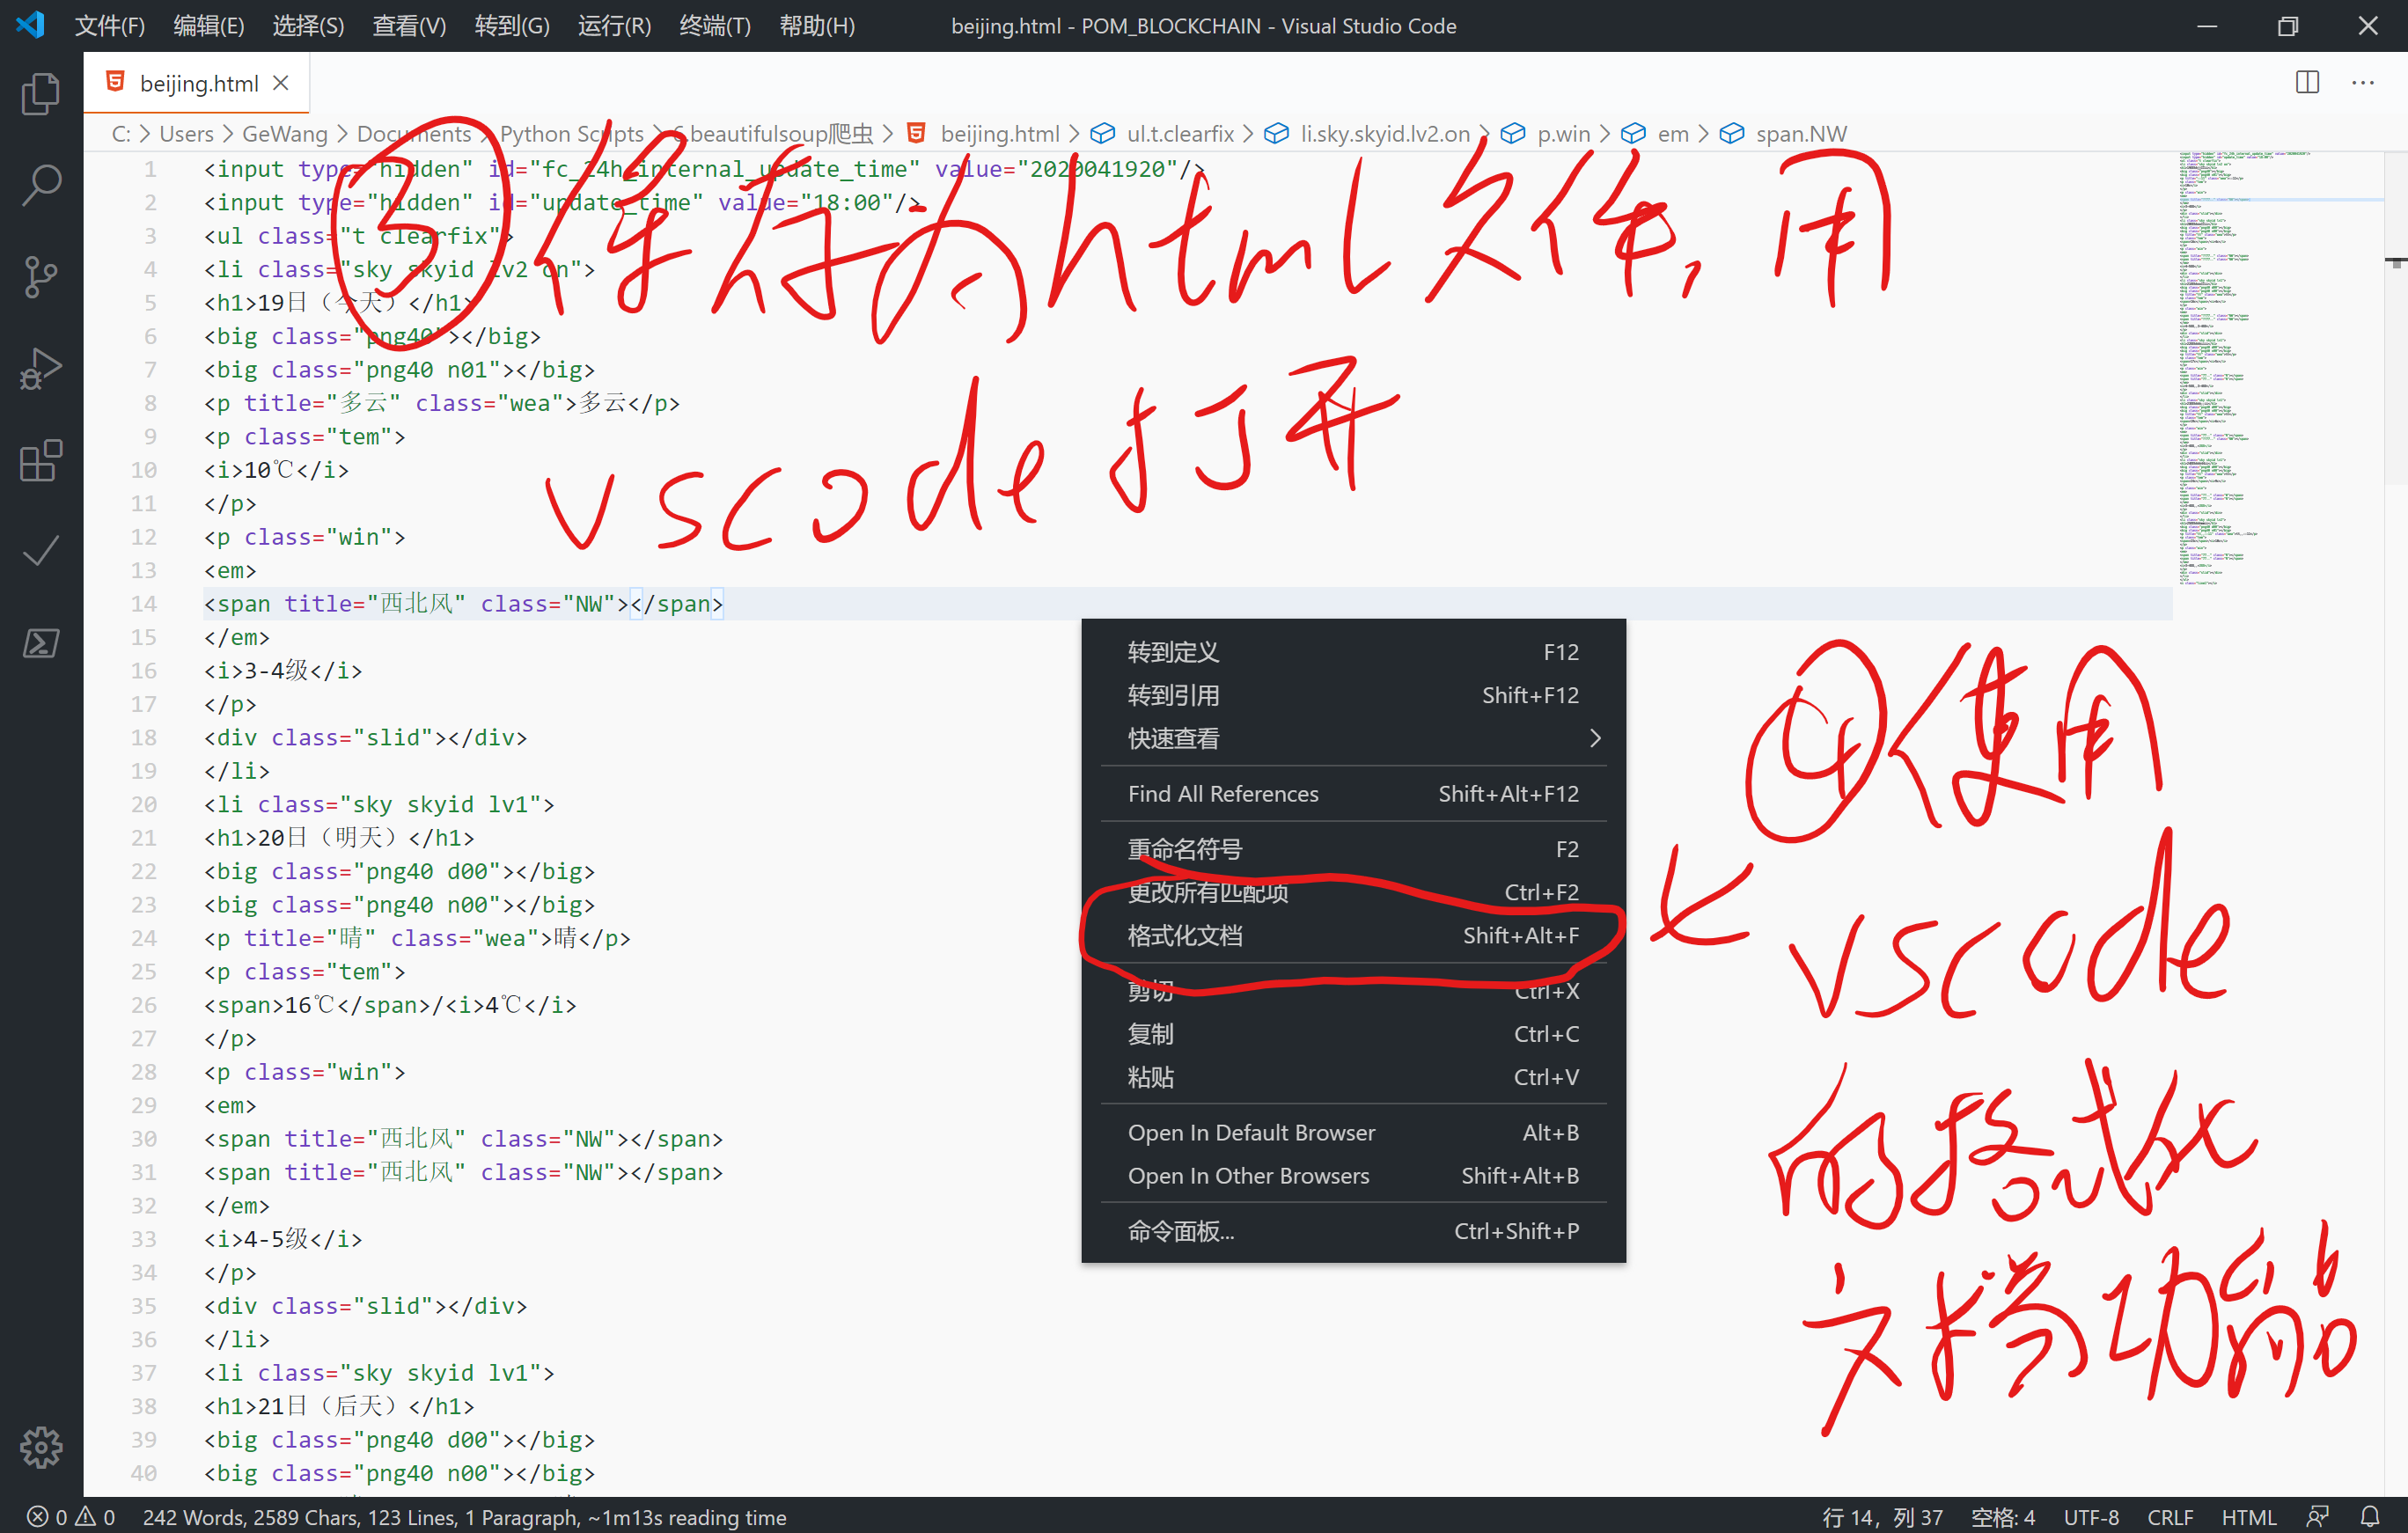 文件(F) 编辑(E) 选择(S) 查看(V) 转到(G) 运行(R) 终端(T) 帮助(H) beijing.html - POM_BLOCKCHAIN - Visual Studio Code
beijing.html
C: > Users > GeWang > Documents > Python Scripts > 6.beautifulsoup爬虫 > beijing.html > ul.t.clearfix > li.sky.skyid.lv2.on > p.win > em > span.NW
1 <input type="hidden" id="fc_24h_internal_update_time" value="2020041920"/>
2 <input type="hidden" id="update_time" value="18:00"/>
3 <ul class="t clearfix">
4 <li class="sky skyid lv2 on">
5 <h1>19日（今天）</h1>
6 <big class="png40"></big>
7 <big class="png40 n01"></big>
8 <p title="多云" class="wea">多云</p>
9 <p class="tem">
10 <i>10℃</i>
11 </p>
12 <p class="win">
13 <em>
14 <span title="西北风" class="NW"></span>
15 </em>
16 <i>3-4级</i>
17 </p>
18 <div class="slid"></div>
19 </li>
20 <li class="sky skyid lv1">
21 <h1>20日（明天）</h1>
22 <big class="png40 d00"></big>
23 <big class="png40 n00"></big>
24 <p title="晴" class="wea">晴</p>
25 <p class="tem">
26 <span>16℃</span>/<i>4℃</i>
27 </p>
28 <p class="win">
29 <em>
30 <span title="西北风" class="NW"></span>
31 <span title="西北风" class="NW"></span>
32 </em>
33 <i>4-5级</i>
34 </p>
35 <div class="slid"></div>
36 </li>
37 <li class="sky skyid lv1">
38 <h1>21日（后天）</h1>
39 <big class="png40 d00"></big>
40 <big class="png40 n00"></big>
③保存为html文件,用
vscode打开
转到定义 F12
转到引用 Shift+F12
快速查看
Find All References Shift+Alt+F12
重命名符号 F2
更改所有匹配项 Ctrl+F2
格式化文档 Shift+Alt+F
剪切 Ctrl+X
复制 Ctrl+C
粘贴 Ctrl+V
Open In Default Browser Alt+B
Open In Other Browsers Shift+Alt+B
命令面板... Ctrl+Shift+P
④使用
vscode
的格式化
文档功能
0 0 242 Words, 2589 Chars, 123 Lines, 1 Paragraph, ~1m13s reading time 行 14，列 37 空格: 4 UTF-8 CRLF HTML